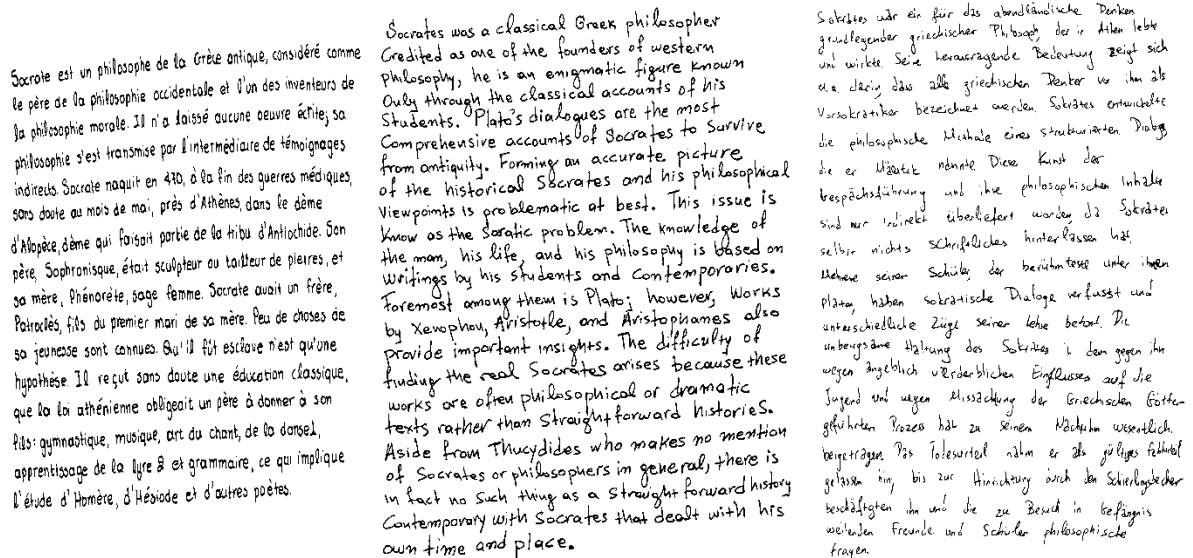 Socrate est un philosophe de la Grèce antique, considéré comme
le père de la philosophie occidentale et l'un des inventeurs de
la philosophie morale. Il n'a laissé aucune oeuvre écrite; sa
philosophie s'est transmise par l'intermédiaire de témoignages
indirects. Socrate naquit en 470, à la fin des guerres médiques,
sans doute au mois de mai, près d'Athènes, dans le dème
d'Alopèce, dème qui faisait partie de la tribu d'Antiochide. Son
père, Sophronisque, était sculpteur ou tailleur de pierres, et
sa mère, Phénarète, sage femme. Socrate avait un frère,
Patroclès, fils du premier mari de sa mère. Peu de choses de
sa jeunesse sont connues. Qu'il fût esclave n'est qu'une
hypothèse. Il reçut sans doute une éducation classique,
que la loi athénienne obligeait un père à donner à son
fils: gymnastique, musique, art du chant, de la danse,
apprentissage de la lyre et grammaire, ce qui implique
l'étude d'Homère, d'Hésiode et d'autres poètes.
Socrates was a classical Greek philosopher
Credited as one of the founders of western
philosophy, he is an enigmatic figure known
Only through the classical accounts of his
Students. Plato's dialogues are the most
Comprehensive accounts of Socrates to Survive
from antiquity. Forming an accurate picture
of the historical Socrates and his philosophical
Viewpoints is problematic at best. This issue is
Know as the Soratic problem. The knowledge of
the man, his life, and his philosophy is based on
writings by his students and contemporaries.
Foremost among them is Plato; however, works
by Xenophon, Aristotle, and Aristophanes also
provide important insights. The difficulty of
finding the real Socrates arises because these
works are often philosophical or dramatic
texts rather than Straightforward histories.
Aside from Thucydides who makes no mention
of Socrates or philosophers in general, there is
in fact no Such thing as a Straightforward history
Contemporary with Socrates that dealt with his
own time and place.
Sokrates war ein für das abendländische Denken
grundlegender griechischer Philosoph, der in Athen lebte
und wirkte. Seine herausragende Bedeutung zeigt sich
u.a. darin, dass alle griechischen Denker vor ihm als
Vorsokratiker bezeichnet werden. Sokrates entwickelte
die philosophische Methode eines strukturierten Dialogs
die er Mäeutik nannte. Diese Kunst der
Gesprächsführung und ihre philosophischen Inhalte
sind nur indirekt überliefert worden, da Sokrates
selbst nichts schriftliches hinterlassen hat.
Mehrere seiner Schüler, der berühmteste unter ihnen
Platon, haben sokratische Dialoge verfasst und
unterschiedliche Züge seiner Lehre betont. Die
unbeugsame Haltung des Sokrates in dem gegen ihn
wegen angeblich verderblichen Einflusses auf die
Jugend und wegen Missachtung der Griechischen Götter
geführten Prozess hat zu seinem Nachruhm wesentlich
beigetragen. Das Todesurteil nahm er als gültiges Fehlurteil
gelassen hin, bis zur Hinrichtung durch den Schierlingsbecher
beschäftigten ihn und die zu Besuch in Gefängnis
weilenden Freunde und Schüler philosophische
Fragen.